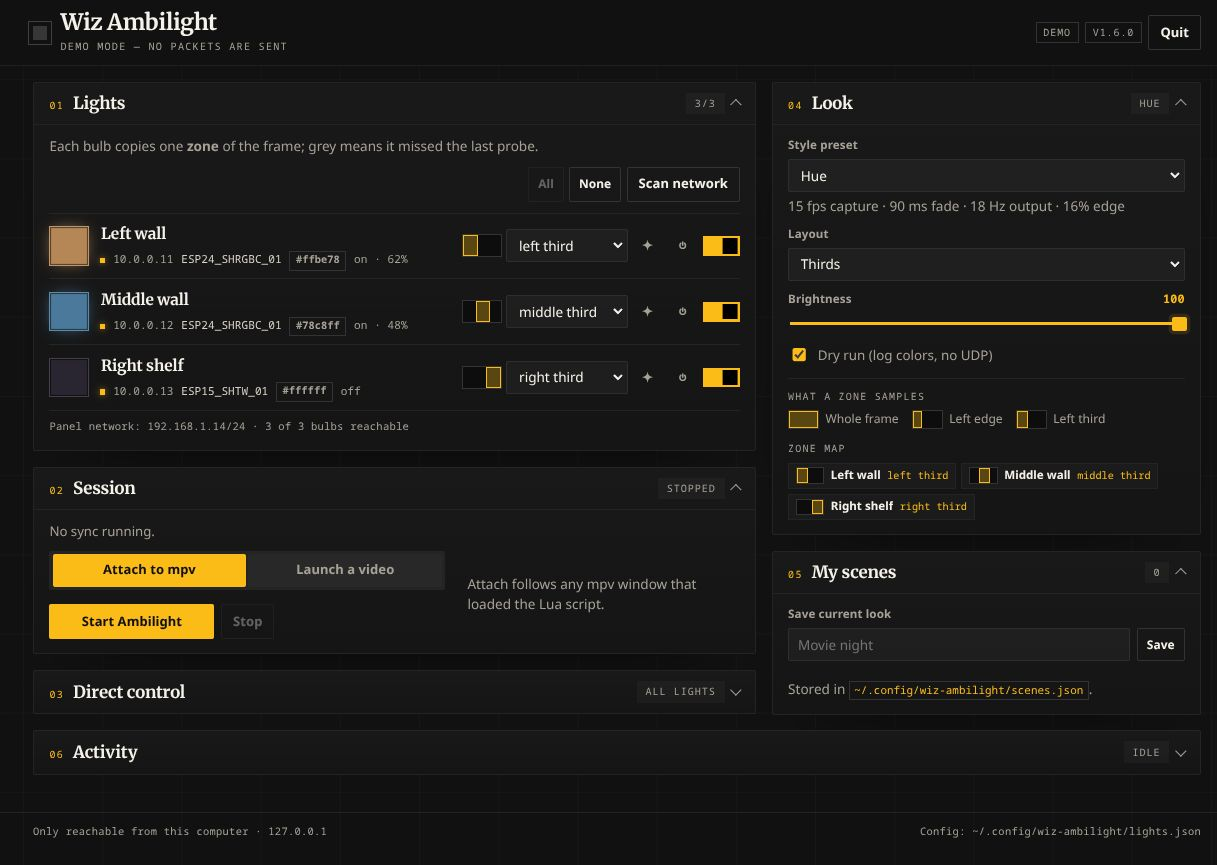 Wiz Ambilight
DEMO MODE — NO PACKETS ARE SENT
DEMO
V1.6.0
Quit
01 Lights
3/3
Each bulb copies one zone of the frame; grey means it missed the last probe.
All
None
Scan network
Left wall
10.0.0.11 ESP24_SHRGBC_01 #ffbe78 on · 62%
left third
Middle wall
10.0.0.12 ESP24_SHRGBC_01 #78c8ff on · 48%
middle third
Right shelf
10.0.0.13 ESP15_SHTW_01 #ffffff off
right third
Panel network: 192.168.1.14/24 · 3 of 3 bulbs reachable
02 Session
STOPPED
No sync running.
Attach to mpv
Launch a video
Attach follows any mpv window that
loaded the Lua script.
Start Ambilight
Stop
03 Direct control
ALL LIGHTS
04 Look
HUE
Style preset
Hue
15 fps capture · 90 ms fade · 18 Hz output · 16% edge
Layout
Thirds
Brightness
100
Dry run (log colors, no UDP)
WHAT A ZONE SAMPLES
Whole frame
Left edge
Left third
ZONE MAP
Left wall left third
Middle wall middle third
Right shelf right third
05 My scenes
0
Save current look
Movie night
Save
Stored in ~/.config/wiz-ambilight/scenes.json.
06 Activity
IDLE
Only reachable from this computer · 127.0.0.1
Config: ~/.config/wiz-ambilight/lights.json